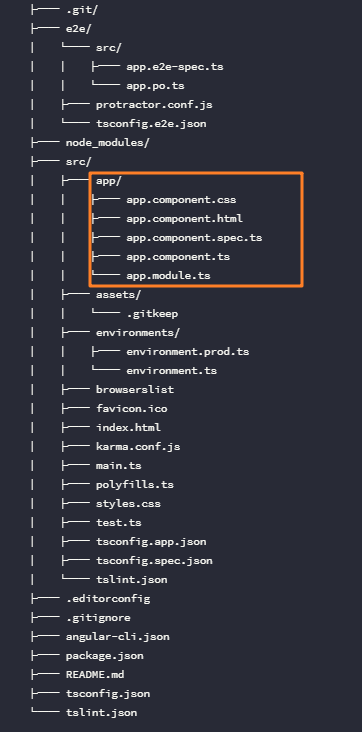 ├── .git/
├── e2e/
│   └── src/
│   │   ├── app.e2e-spec.ts
│   │   └── app.po.ts
│   ├── protractor.conf.js
│   └── tsconfig.e2e.json
├── node_modules/
├── src/
│   ├── app/
│   │   ├── app.component.css
│   │   ├── app.component.html
│   │   ├── app.component.spec.ts
│   │   ├── app.component.ts
│   │   └── app.module.ts
│   ├── assets/
│   │   └── .gitkeep
│   ├── environments/
│   │   ├── environment.prod.ts
│   │   └── environment.ts
│   ├── browserslist
│   ├── favicon.ico
│   ├── index.html
│   ├── karma.conf.js
│   ├── main.ts
│   ├── polyfills.ts
│   ├── styles.css
│   ├── test.ts
│   ├── tsconfig.app.json
│   ├── tsconfig.spec.json
│   └── tslint.json
├── .editorconfig
├── .gitignore
├── angular-cli.json
├── package.json
├── README.md
├── tsconfig.json
└── tslint.json